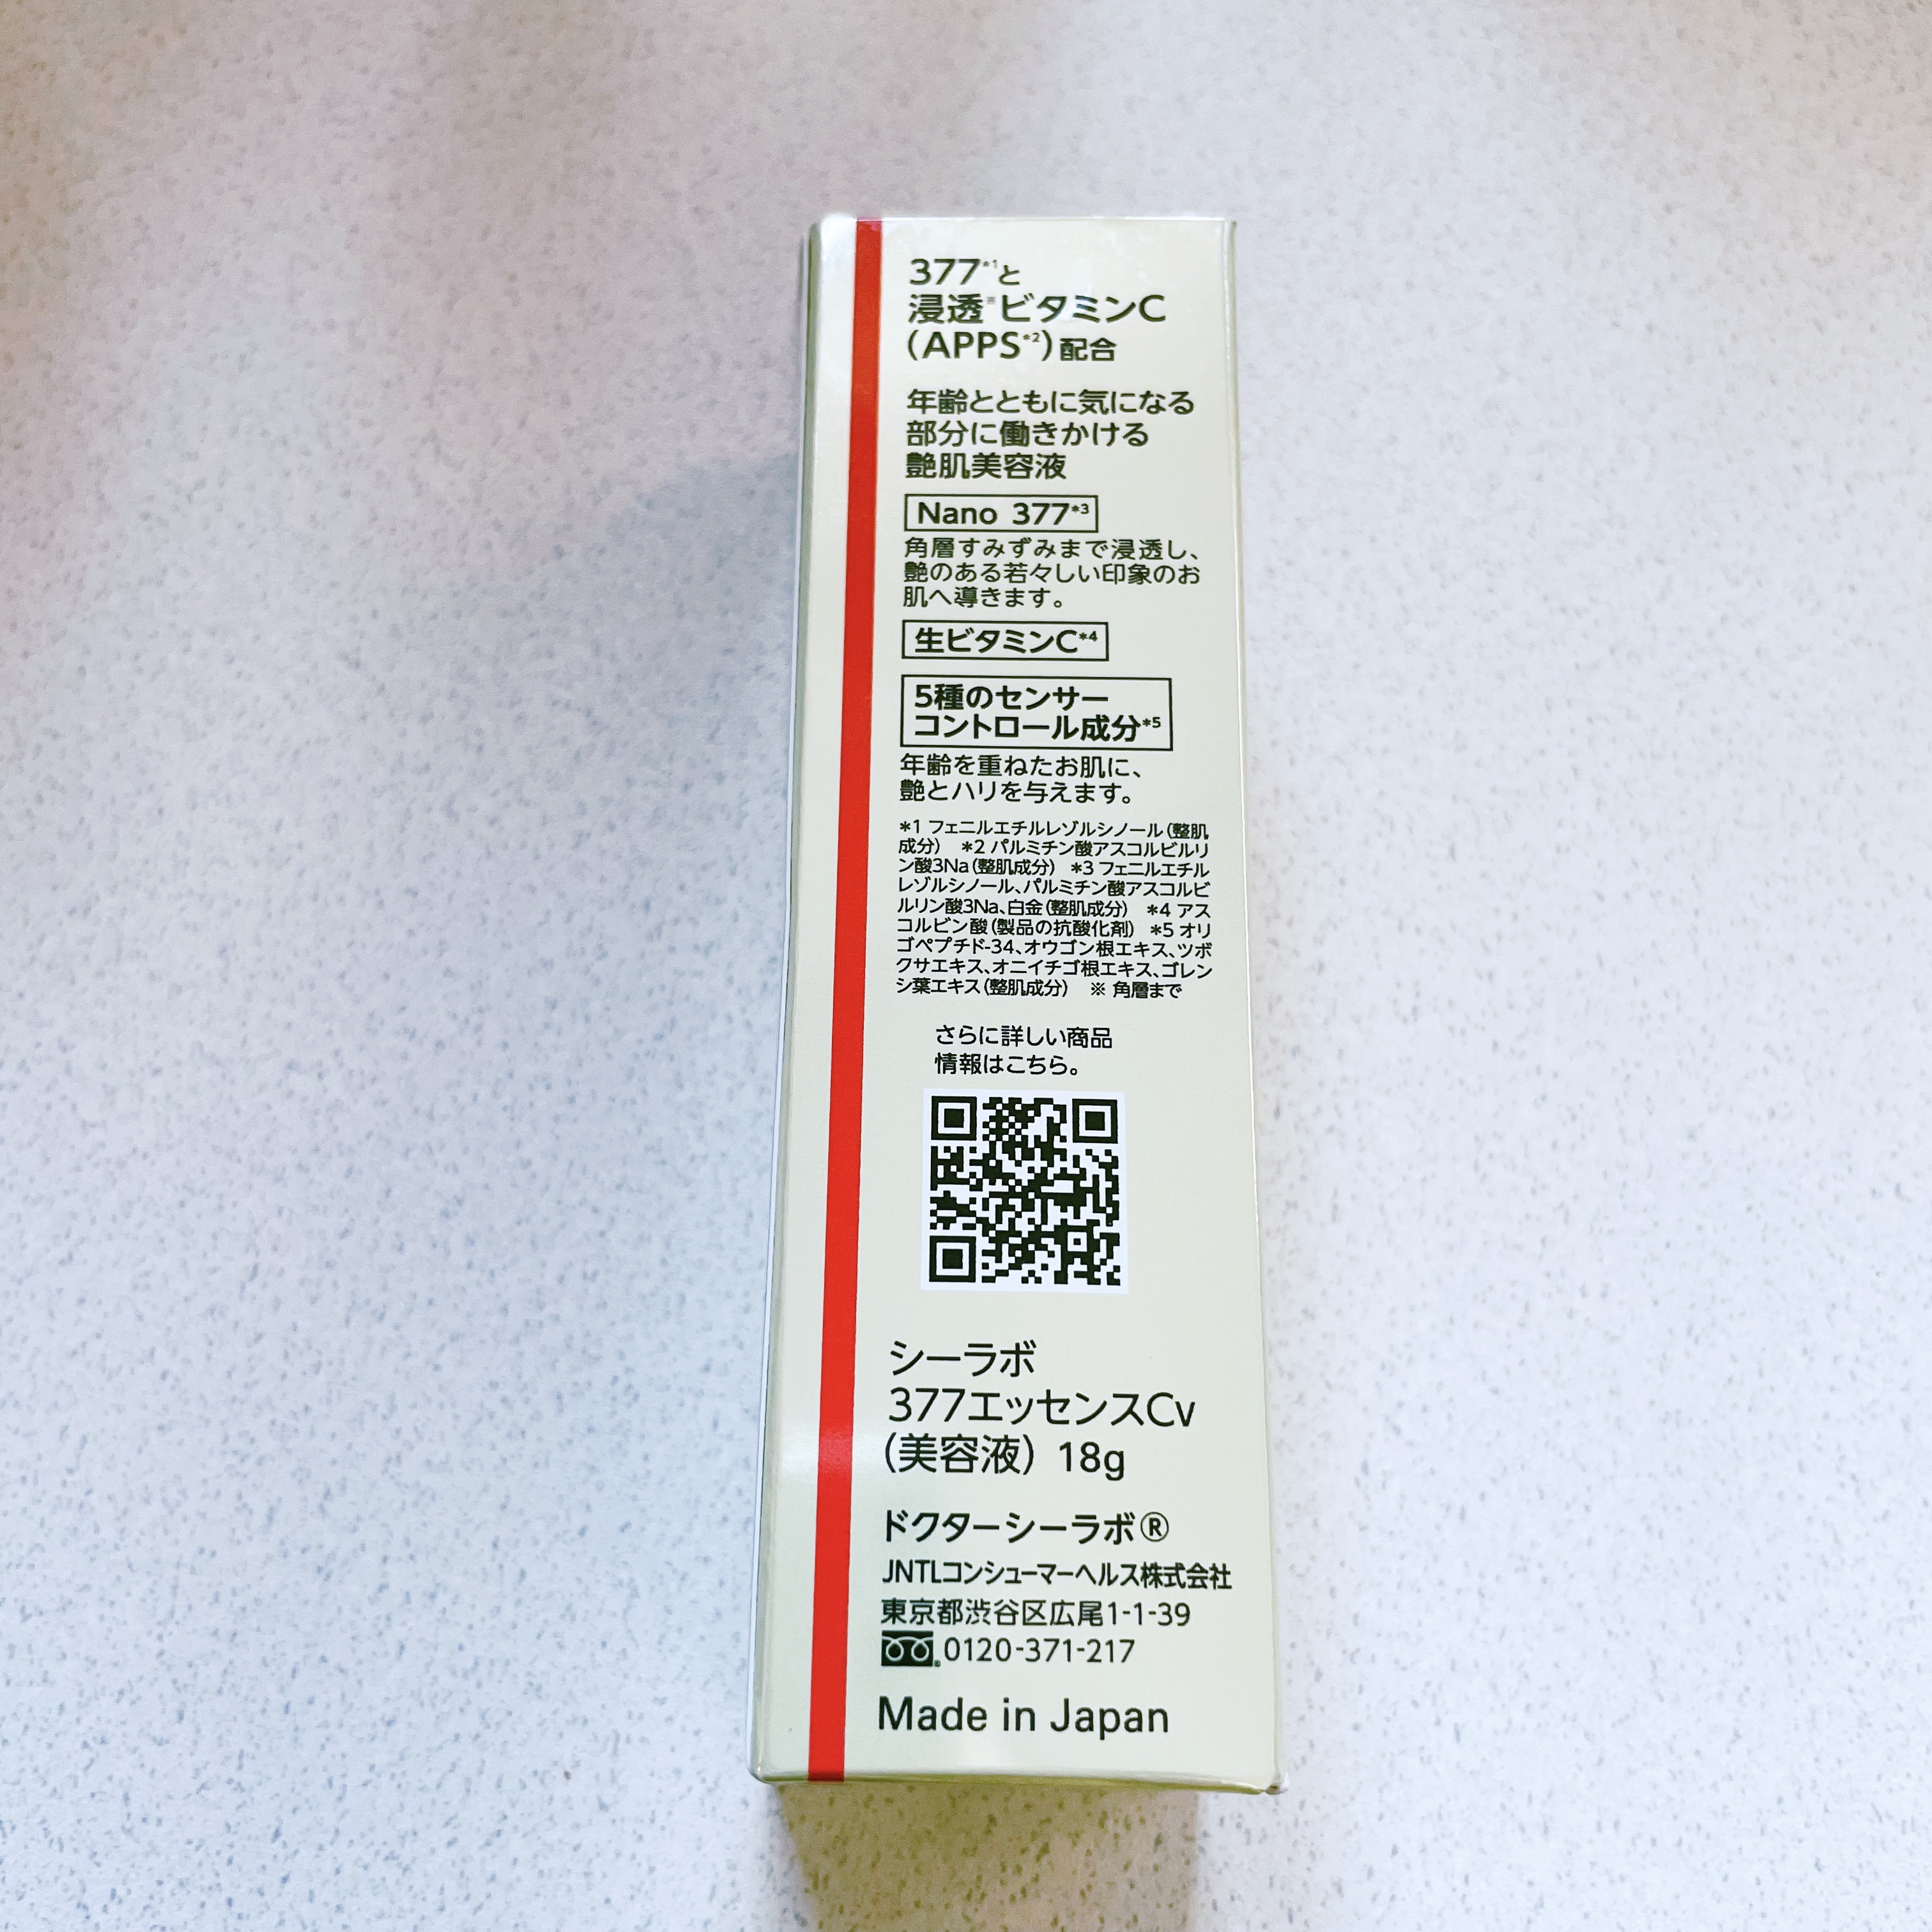 377*1と
浸透※ビタミンC
(APPS*2)配合
年齢とともに気になる
部分に働きかける
艶肌美容液
Nano 377*3
角層すみずみまで浸透し、
艶のある若々しい印象のお
肌へ導きます。
生ビタミンC*4
5種のセンサー
コントロール成分*5
年齢を重ねたお肌に、
艶とハリを与えます。
*1 フェニルエチルレゾルシノール(整肌
成分) *2 パルミチン酸アスコルビルリ
ン酸3Na(整肌成分) *3 フェニルエチル
レゾルシノール、パルミチン酸アスコルビ
ルリン酸3Na、白金(整肌成分) *4 アス
コルビン酸(製品の抗酸化剤) *5 オリ
ゴペプチド-34、オウゴン根エキス、ツボ
クサエキス、オニイチゴ根エキス、ゴレン
シ葉エキス(整肌成分) ※ 角層まで
さらに詳しい商品
情報はこちら。
シーラボ
377エッセンスCv
(美容液) 18g
ドクターシーラボ®
JNTLコンシューマーヘルス株式会社
東京都渋谷区広尾1-1-39
0120-371-217
Made in Japan